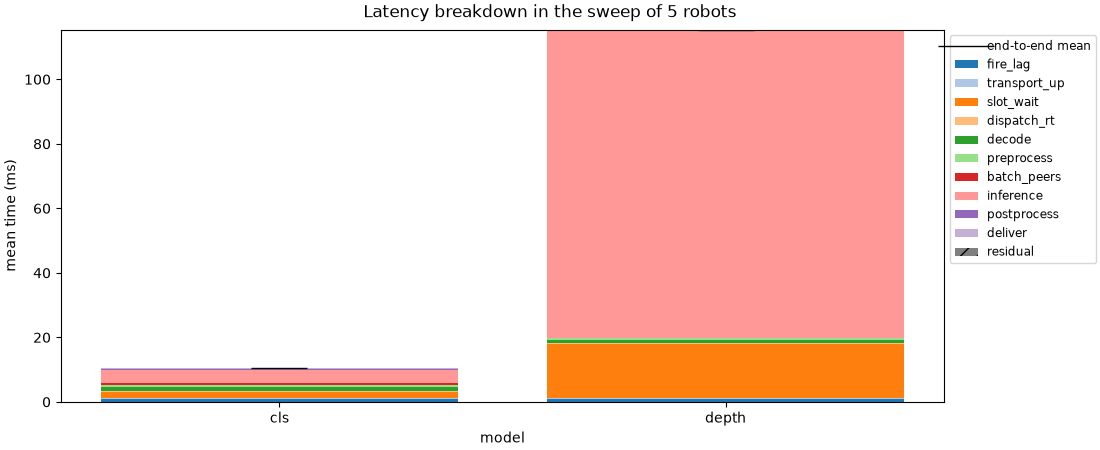 Latency breakdown in the sweep of 5 robots
mean time (ms)
100
80
60
40
20
0
cls
depth
model
end-to-end mean
fire_lag
transport_up
slot_wait
dispatch_rt
decode
preprocess
batch_peers
inference
postprocess
deliver
residual